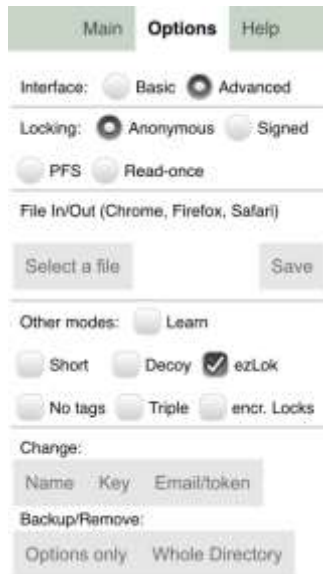 Main Options Help
Interface: Basic Advanced
Locking: Anonymous Signed
PFS Read-once
File In/Out (Chrome, Firefox, Safari)
Select a file Save
Other modes: Learn
Short Decoy ezLok
No tags Triple encr. Locks
Change:
Name Key Email/token
Backup/Remove:
Options only Whole Directory